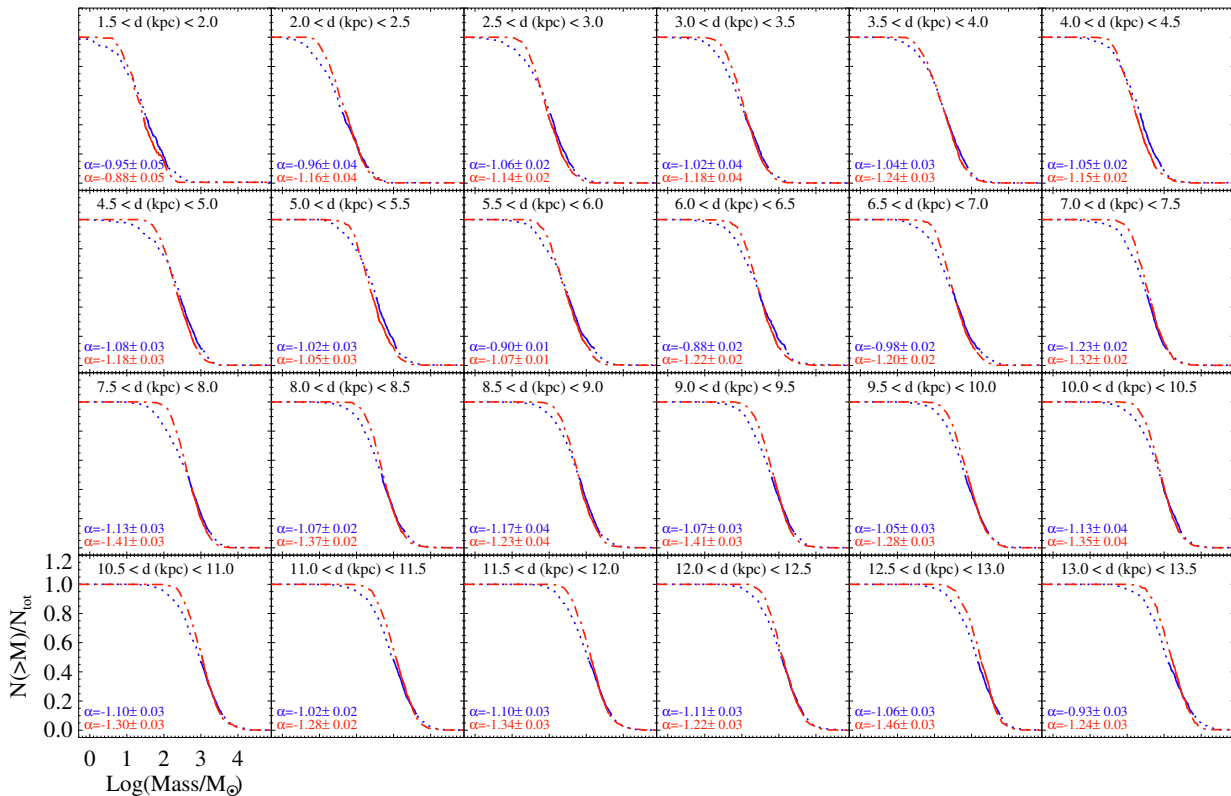 1.5 < d (kpc) < 2.0
α=-0.95± 0.05
α=-0.88± 0.05
2.0 < d (kpc) < 2.5
α=-0.96± 0.04
α=-1.16± 0.04
2.5 < d (kpc) < 3.0
α=-1.06± 0.02
α=-1.14± 0.02
3.0 < d (kpc) < 3.5
α=-1.02± 0.04
α=-1.18± 0.04
3.5 < d (kpc) < 4.0
α=-1.04± 0.03
α=-1.24± 0.03
4.0 < d (kpc) < 4.5
α=-1.05± 0.02
α=-1.15± 0.02
4.5 < d (kpc) < 5.0
α=-1.08± 0.03
α=-1.18± 0.03
5.0 < d (kpc) < 5.5
α=-1.02± 0.03
α=-1.05± 0.03
5.5 < d (kpc) < 6.0
α=-0.90± 0.01
α=-1.07± 0.01
6.0 < d (kpc) < 6.5
α=-0.88± 0.02
α=-1.22± 0.02
6.5 < d (kpc) < 7.0
α=-0.98± 0.02
α=-1.20± 0.02
7.0 < d (kpc) < 7.5
α=-1.23± 0.02
α=-1.32± 0.02
7.5 < d (kpc) < 8.0
α=-1.13± 0.03
α=-1.41± 0.03
8.0 < d (kpc) < 8.5
α=-1.07± 0.02
α=-1.37± 0.02
8.5 < d (kpc) < 9.0
α=-1.17± 0.04
α=-1.23± 0.04
9.0 < d (kpc) < 9.5
α=-1.07± 0.03
α=-1.41± 0.03
9.5 < d (kpc) < 10.0
α=-1.05± 0.03
α=-1.28± 0.03
10.0 < d (kpc) < 10.5
α=-1.13± 0.04
α=-1.35± 0.04
10.5 < d (kpc) < 11.0
α=-1.10± 0.03
α=-1.30± 0.03
11.0 < d (kpc) < 11.5
α=-1.02± 0.02
α=-1.28± 0.02
11.5 < d (kpc) < 12.0
α=-1.10± 0.03
α=-1.34± 0.03
12.0 < d (kpc) < 12.5
α=-1.11± 0.03
α=-1.22± 0.03
12.5 < d (kpc) < 13.0
α=-1.06± 0.03
α=-1.46± 0.03
13.0 < d (kpc) < 13.5
α=-0.93± 0.03
α=-1.24± 0.03
1.2
1.0
0.8
0.6
0.4
0.2
0.0
N(>M)/N_tot
0 1 2 3 4
Log(Mass/M☉)